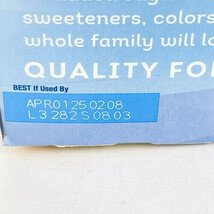 sweeteners, colors
whole family will lo
QUALITY FO
BEST If Used By
APR0125 0208
L3 282 S 08 03